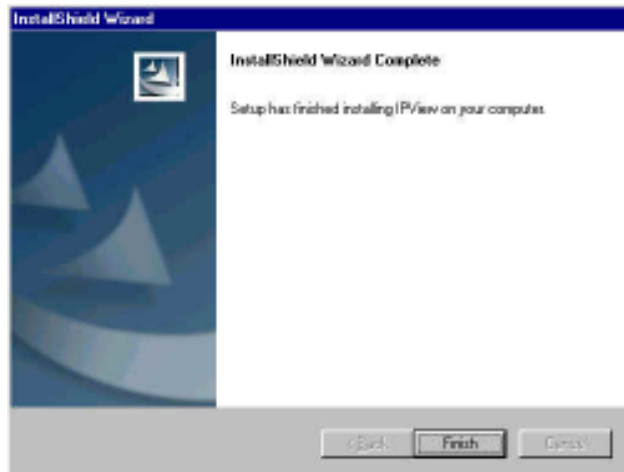 InstallShield Wizard
InstallShield Wizard Complete
Setup has finished installing IPView on your computer.
< Back Finish Cancel